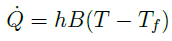 Q̇ = hB(T − T_f)